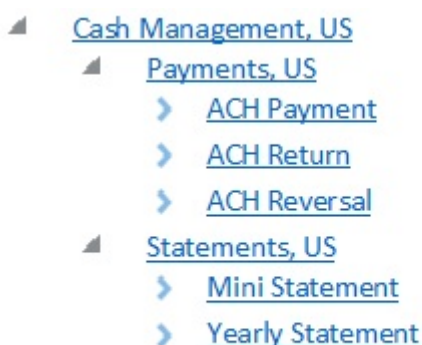 Cash Management, US
Payments, US
ACH Payment
ACH Return
ACH Reversal
Statements, US
Mini Statement
Yearly Statement